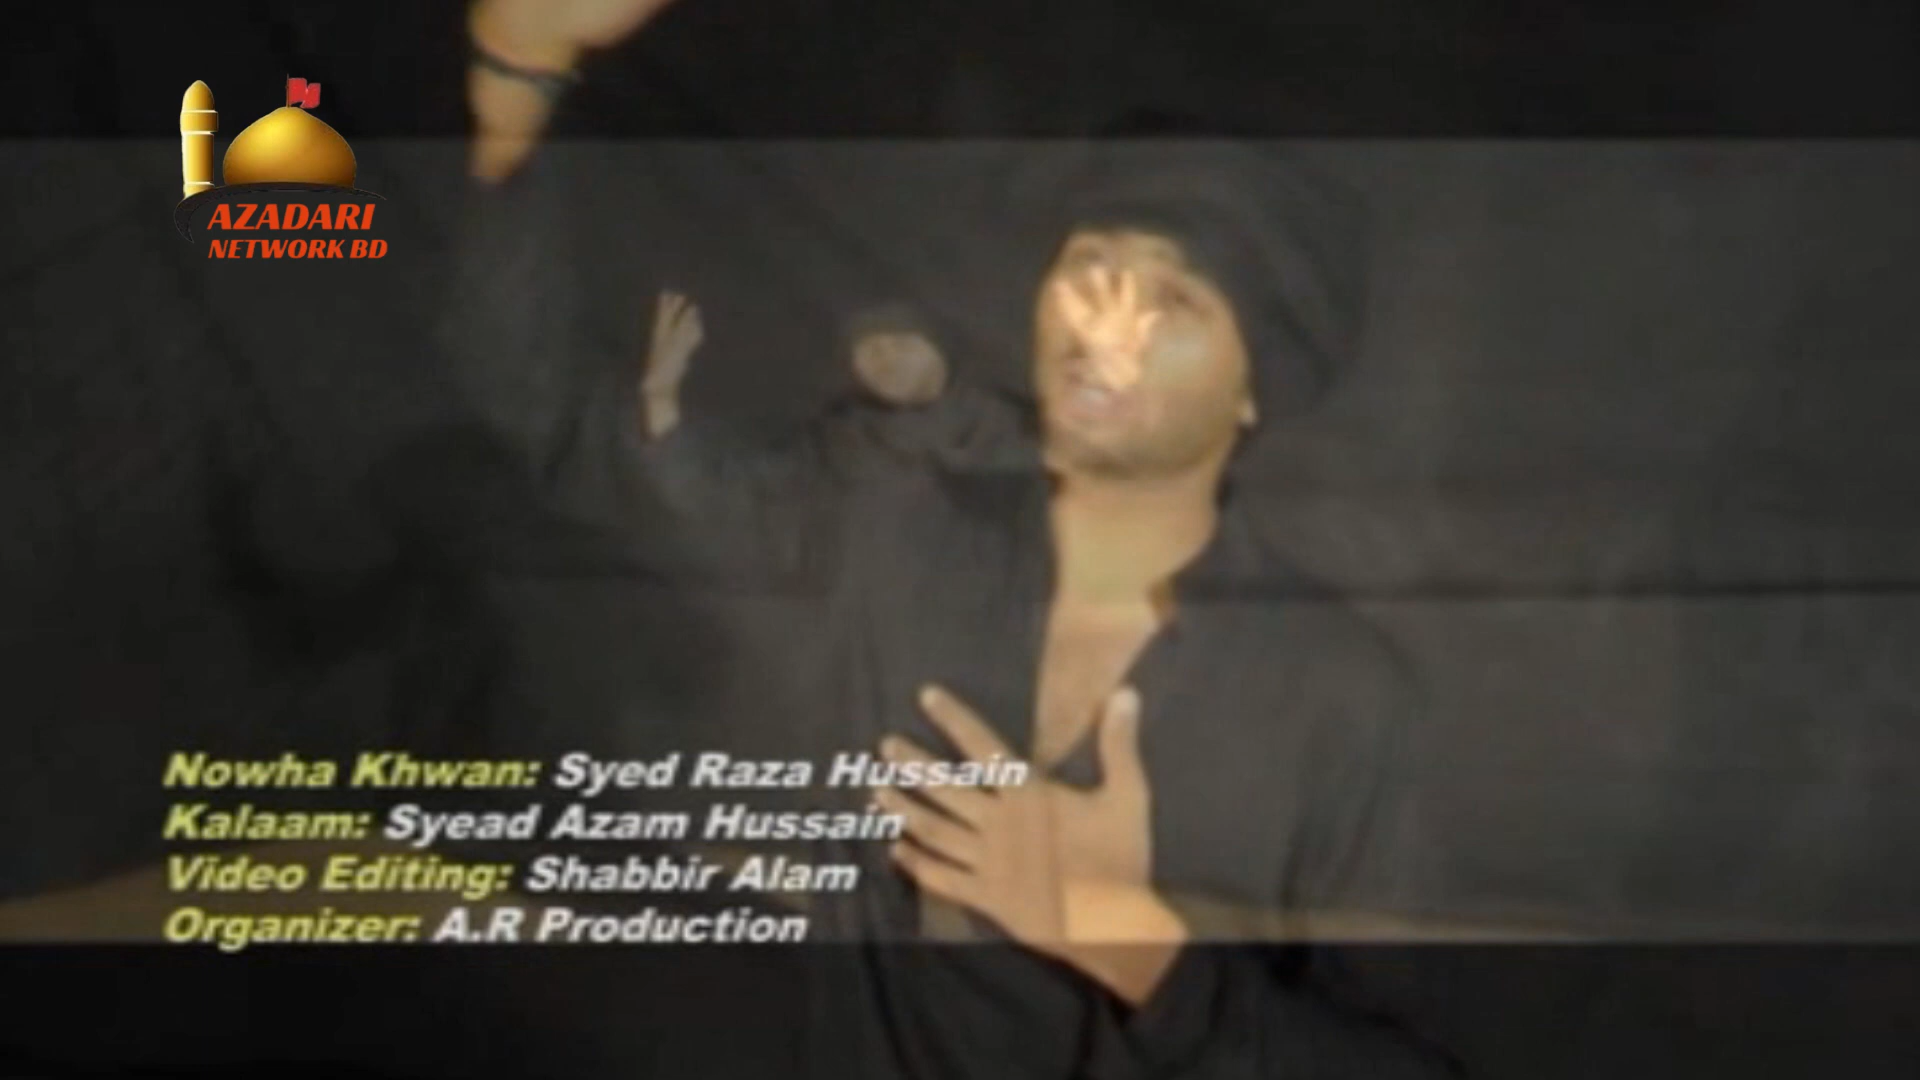 AZADARI
NETWORK BD
Nowha Khwan: Syed Raza Hussain
Kalaam: Syead Azam Hussain
Video Editing: Shabbir Alam
Organizer: A.R Production